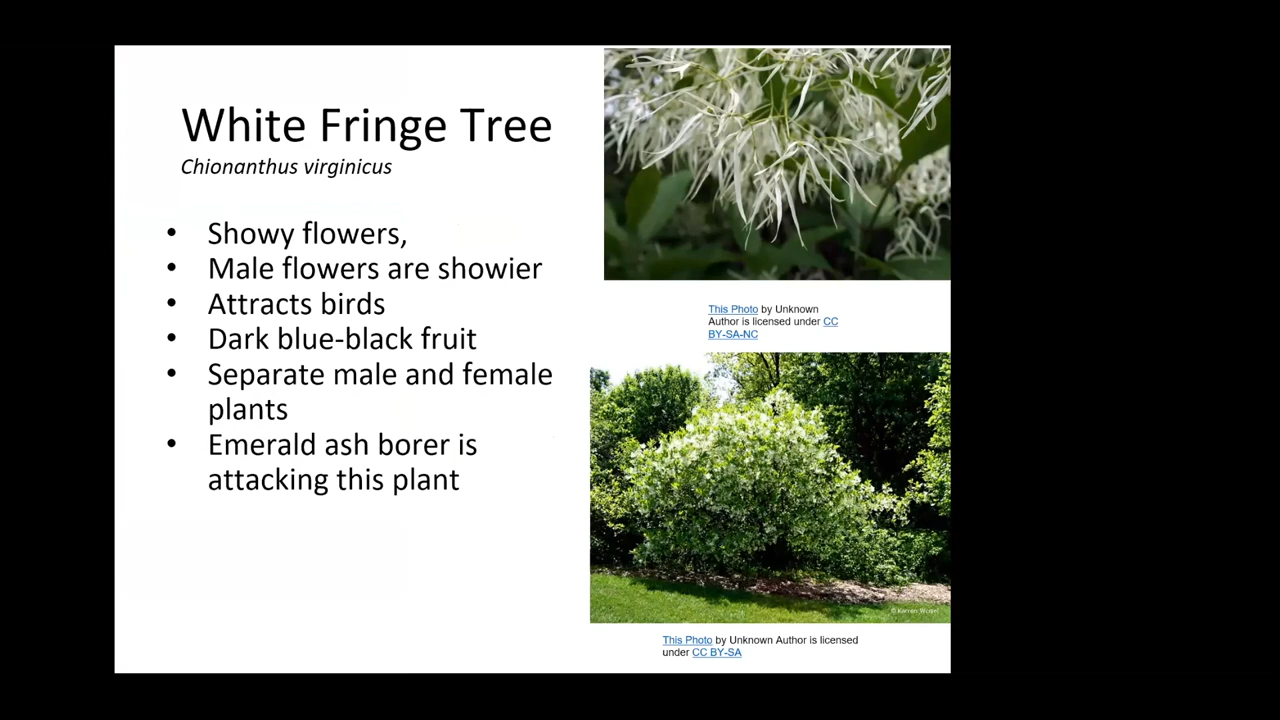 White Fringe Tree
Chionanthus virginicus
• Showy flowers,
• Male flowers are showier
• Attracts birds
• Dark blue-black fruit
• Separate male and female
plants
• Emerald ash borer is
attacking this plant
This Photo by Unknown
Author is licensed under CC
BY-SA-NC
This Photo by Unknown Author is licensed
under CC BY-SA